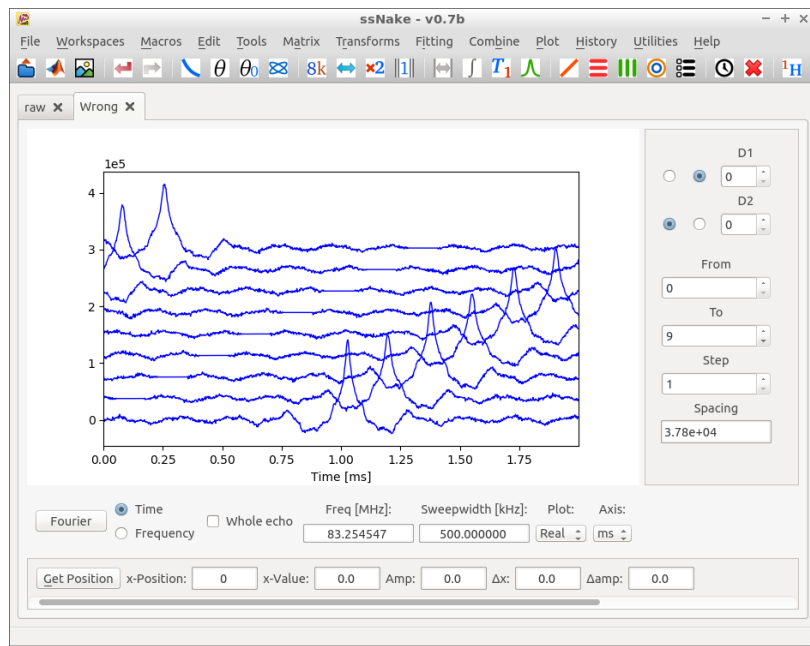 ssNake - v0.7b
File Workspaces Macros Edit Tools Matrix Transforms Fitting Combine Plot History Utilities Help
θ θ0 8k ×2 ||1|| ∫ T1 1H
raw Wrong
1e5
4
3
2
1
0
0.00 0.25 0.50 0.75 1.00 1.25 1.50 1.75
Time [ms]
D1
0
D2
0
From
0
To
9
Step
1
Spacing
3.78e+04
Fourier
Time
Frequency
Whole echo
Freq [MHz]: Sweepwidth [kHz]: Plot: Axis:
83.254547 500.000000 Real ms
Get Position x-Position: 0 x-Value: 0.0 Amp: 0.0 Δx: 0.0 Δamp: 0.0